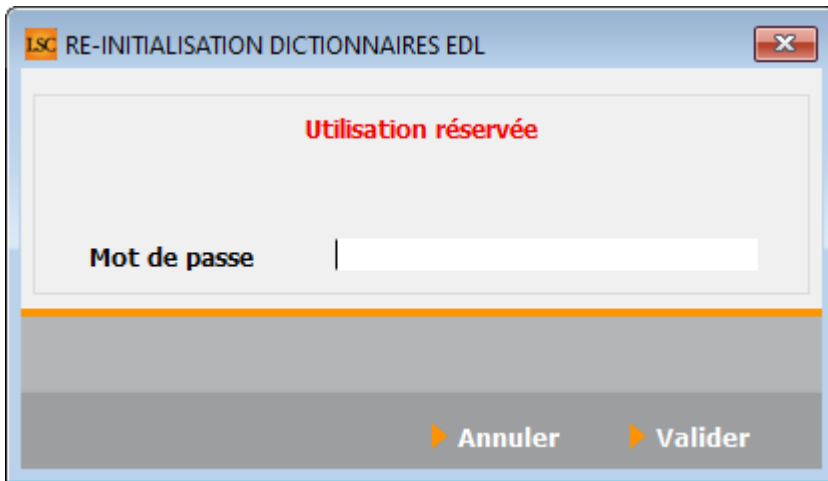 LSC RE-INITIALISATION DICTIONNAIRES EDL
Utilisation réservée
Mot de passe
Annuler Valider